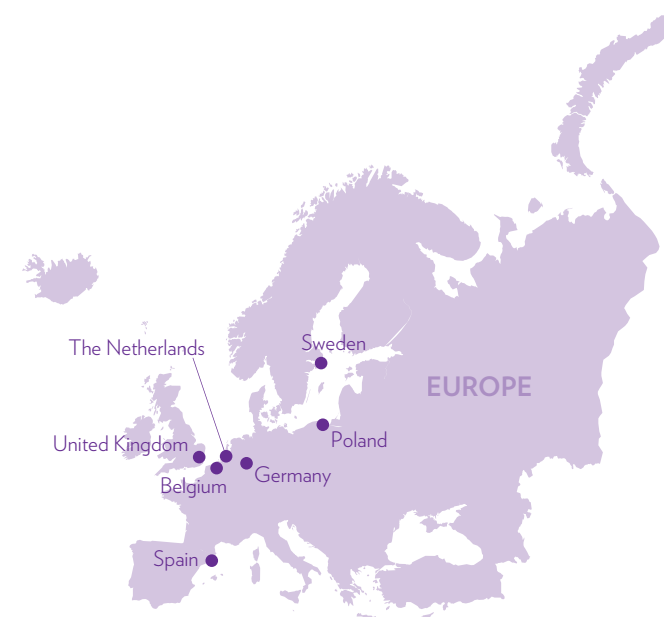 Sweden
The Netherlands
EUROPE
Poland
United Kingdom
Germany
Belgium
Spain